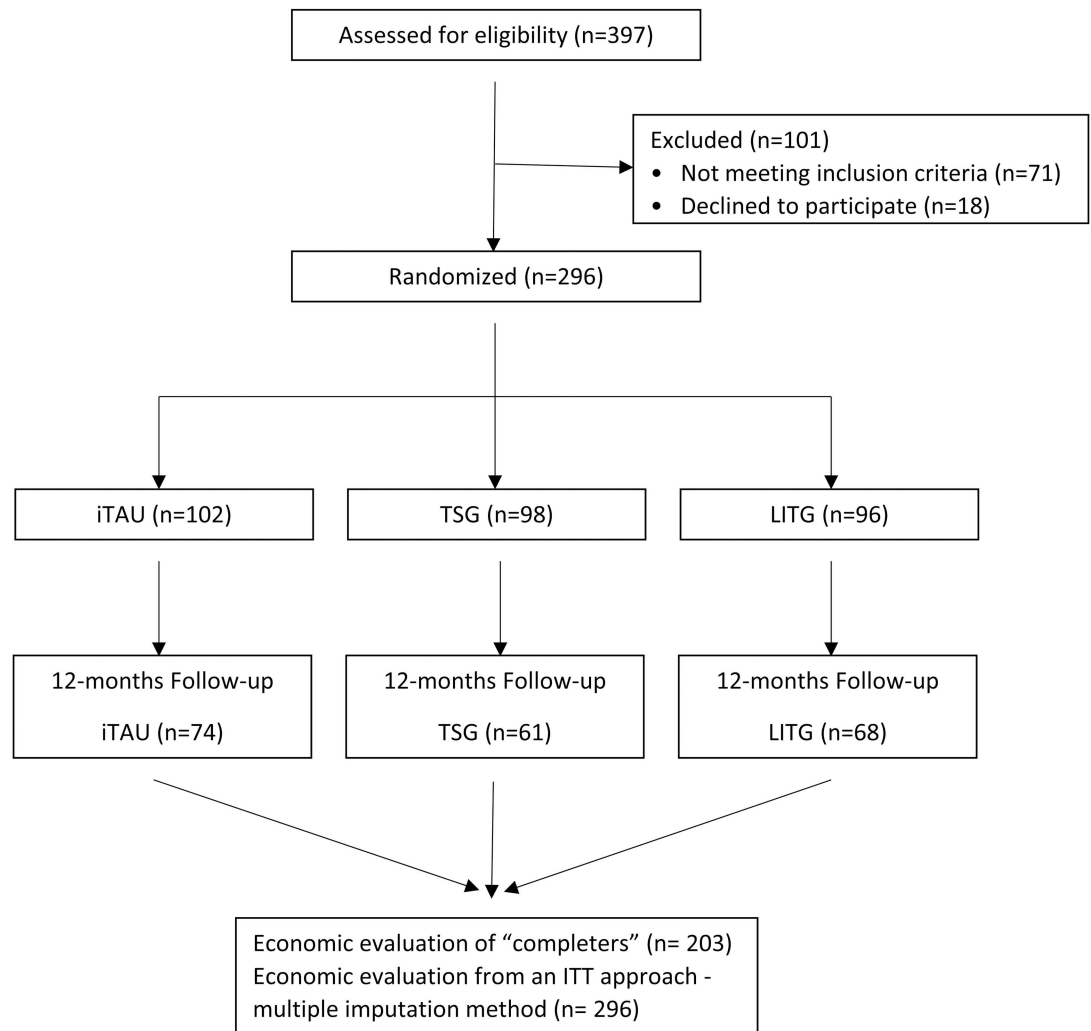 Assessed for eligibility (n=397)
Excluded (n=101)
• Not meeting inclusion criteria (n=71)
• Declined to participate (n=18)
Randomized (n=296)
iTAU (n=102)
TSG (n=98)
LITG (n=96)
12-months Follow-up
iTAU (n=74)
12-months Follow-up
TSG (n=61)
12-months Follow-up
LITG (n=68)
Economic evaluation of “completers” (n= 203)
Economic evaluation from an ITT approach -
multiple imputation method (n= 296)